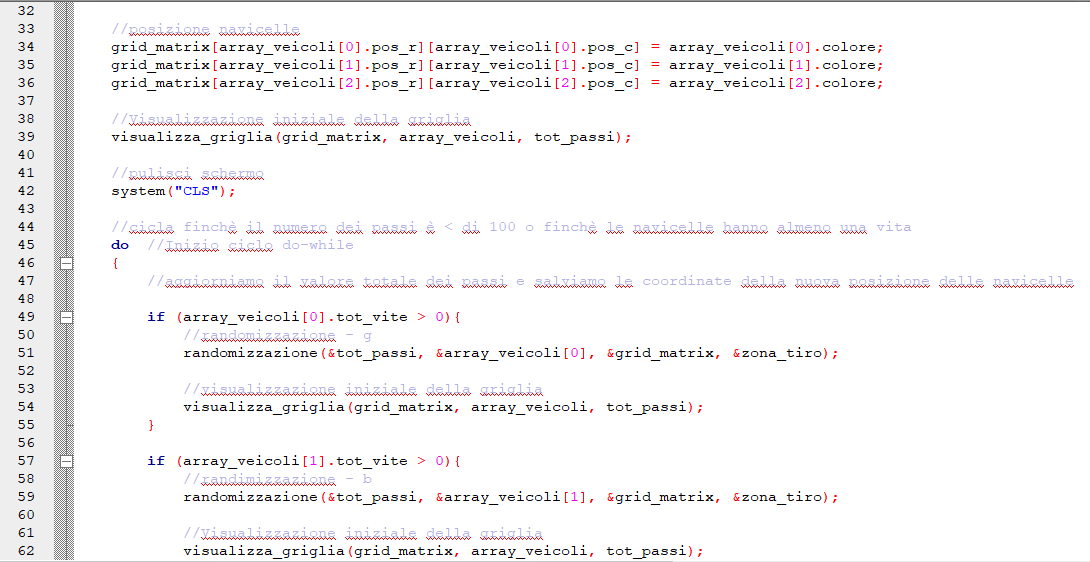 32
33 //posizione navicelle
34 grid_matrix[array_veicoli[0].pos_r][array_veicoli[0].pos_c] = array_veicoli[0].colore;
35 grid_matrix[array_veicoli[1].pos_r][array_veicoli[1].pos_c] = array_veicoli[1].colore;
36 grid_matrix[array_veicoli[2].pos_r][array_veicoli[2].pos_c] = array_veicoli[2].colore;
37
38 //Visualizzazione iniziale della griglia
39 visualizza_griglia(grid_matrix, array_veicoli, tot_passi);
40
41 //pulisci schermo
42 system("CLS");
43
44 //cicla finchè il numero dei passi è < di 100 o finchè le navicelle hanno almeno una vita
45 do //Inizio ciclo do-while
46 {
47 //aggiorniamo il valore totale dei passi e salviamo le coordinate della nuova posizione delle navicelle
48
49 if (array_veicoli[0].tot_vite > 0){
50 //randomizzazione - g
51 randomizzazione(&tot_passi, &array_veicoli[0], &grid_matrix, &zona_tiro);
52
53 //visualizzazione iniziale della griglia
54 visualizza_griglia(grid_matrix, array_veicoli, tot_passi);
55 }
56
57 if (array_veicoli[1].tot_vite > 0){
58 //randimizzazione - b
59 randomizzazione(&tot_passi, &array_veicoli[1], &grid_matrix, &zona_tiro);
60
61 //Visualizzazione iniziale della griglia
62 visualizza_griglia(grid_matrix, array_veicoli, tot_passi);